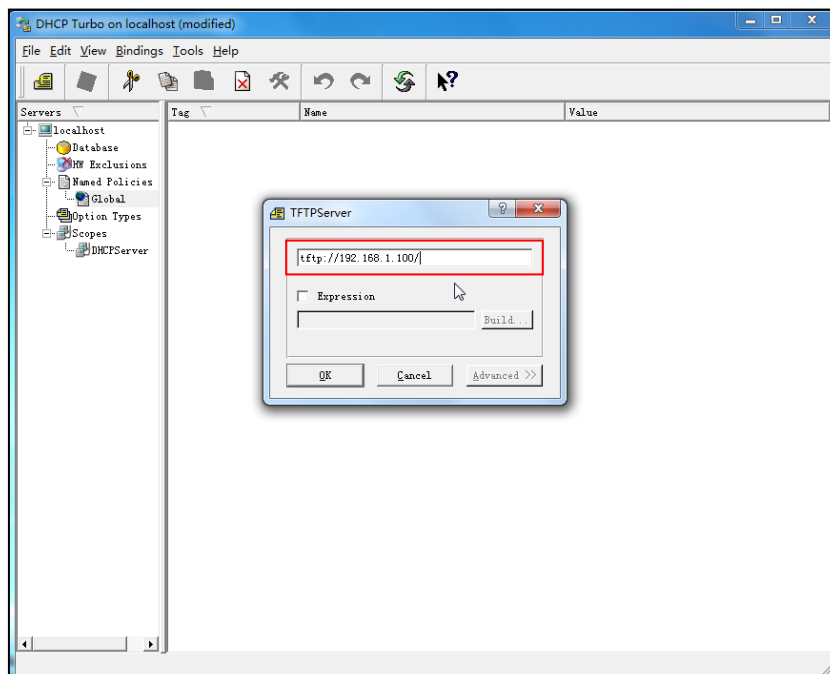 DHCP Turbo on localhost (modified)
File Edit View Bindings Tools Help
Servers Tag Name Value
localhost
Database
HW Exclusions
Named Policies
Global
Option Types
Scopes
DHCPServer
TFTPServer
tftp://192.168.1.100/
Expression
Build...
OK Cancel Advanced >>